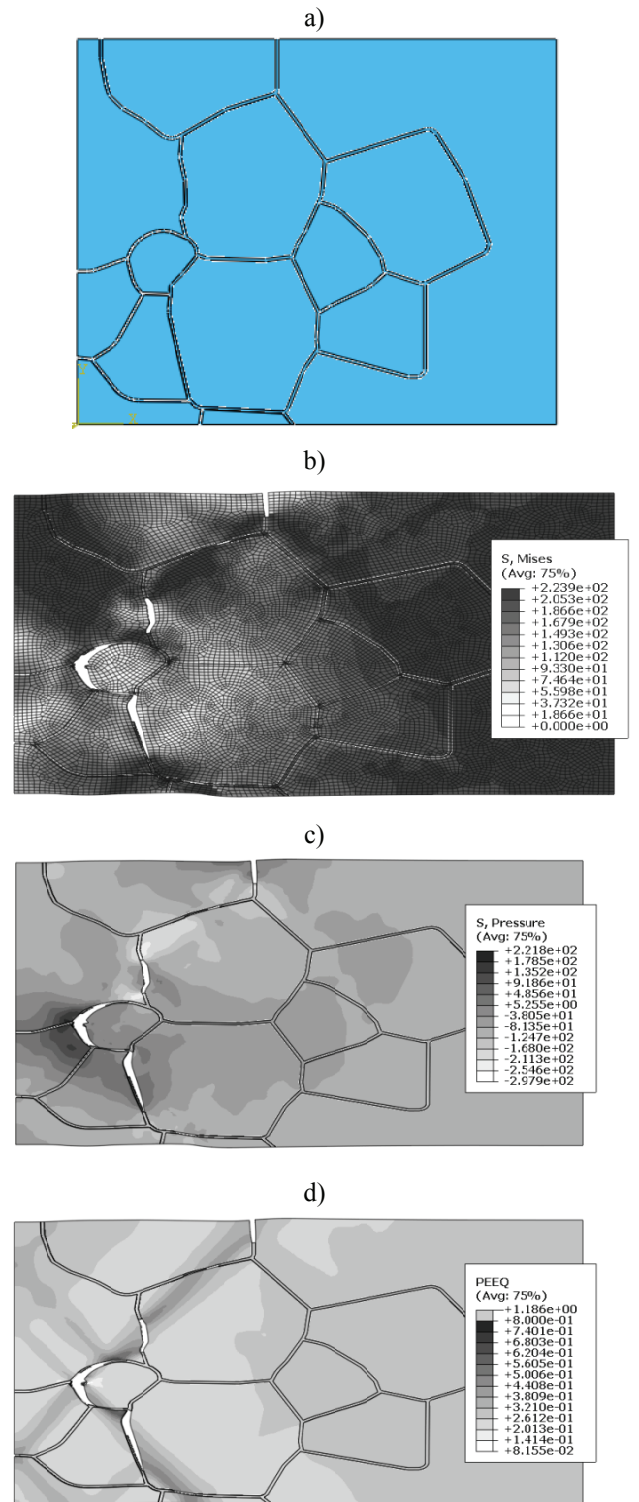 a)
Y
X
b)
S, Mises
(Avg: 75%)
+2.239e+02
+2.053e+02
+1.866e+02
+1.679e+02
+1.493e+02
+1.306e+02
+1.120e+02
+9.330e+01
+7.464e+01
+5.598e+01
+3.732e+01
+1.866e+01
+0.000e+00
c)
S, Pressure
(Avg: 75%)
+2.218e+02
+1.785e+02
+1.352e+02
+9.186e+01
+4.856e+01
+5.255e+00
-3.805e+01
-8.135e+01
-1.247e+02
-1.680e+02
-2.113e+02
-2.546e+02
-2.979e+02
d)
PEEQ
(Avg: 75%)
+1.186e+00
+8.000e-01
+7.401e-01
+6.803e-01
+6.204e-01
+5.605e-01
+5.006e-01
+4.408e-01
+3.809e-01
+3.210e-01
+2.612e-01
+2.013e-01
+1.414e-01
+8.155e-02